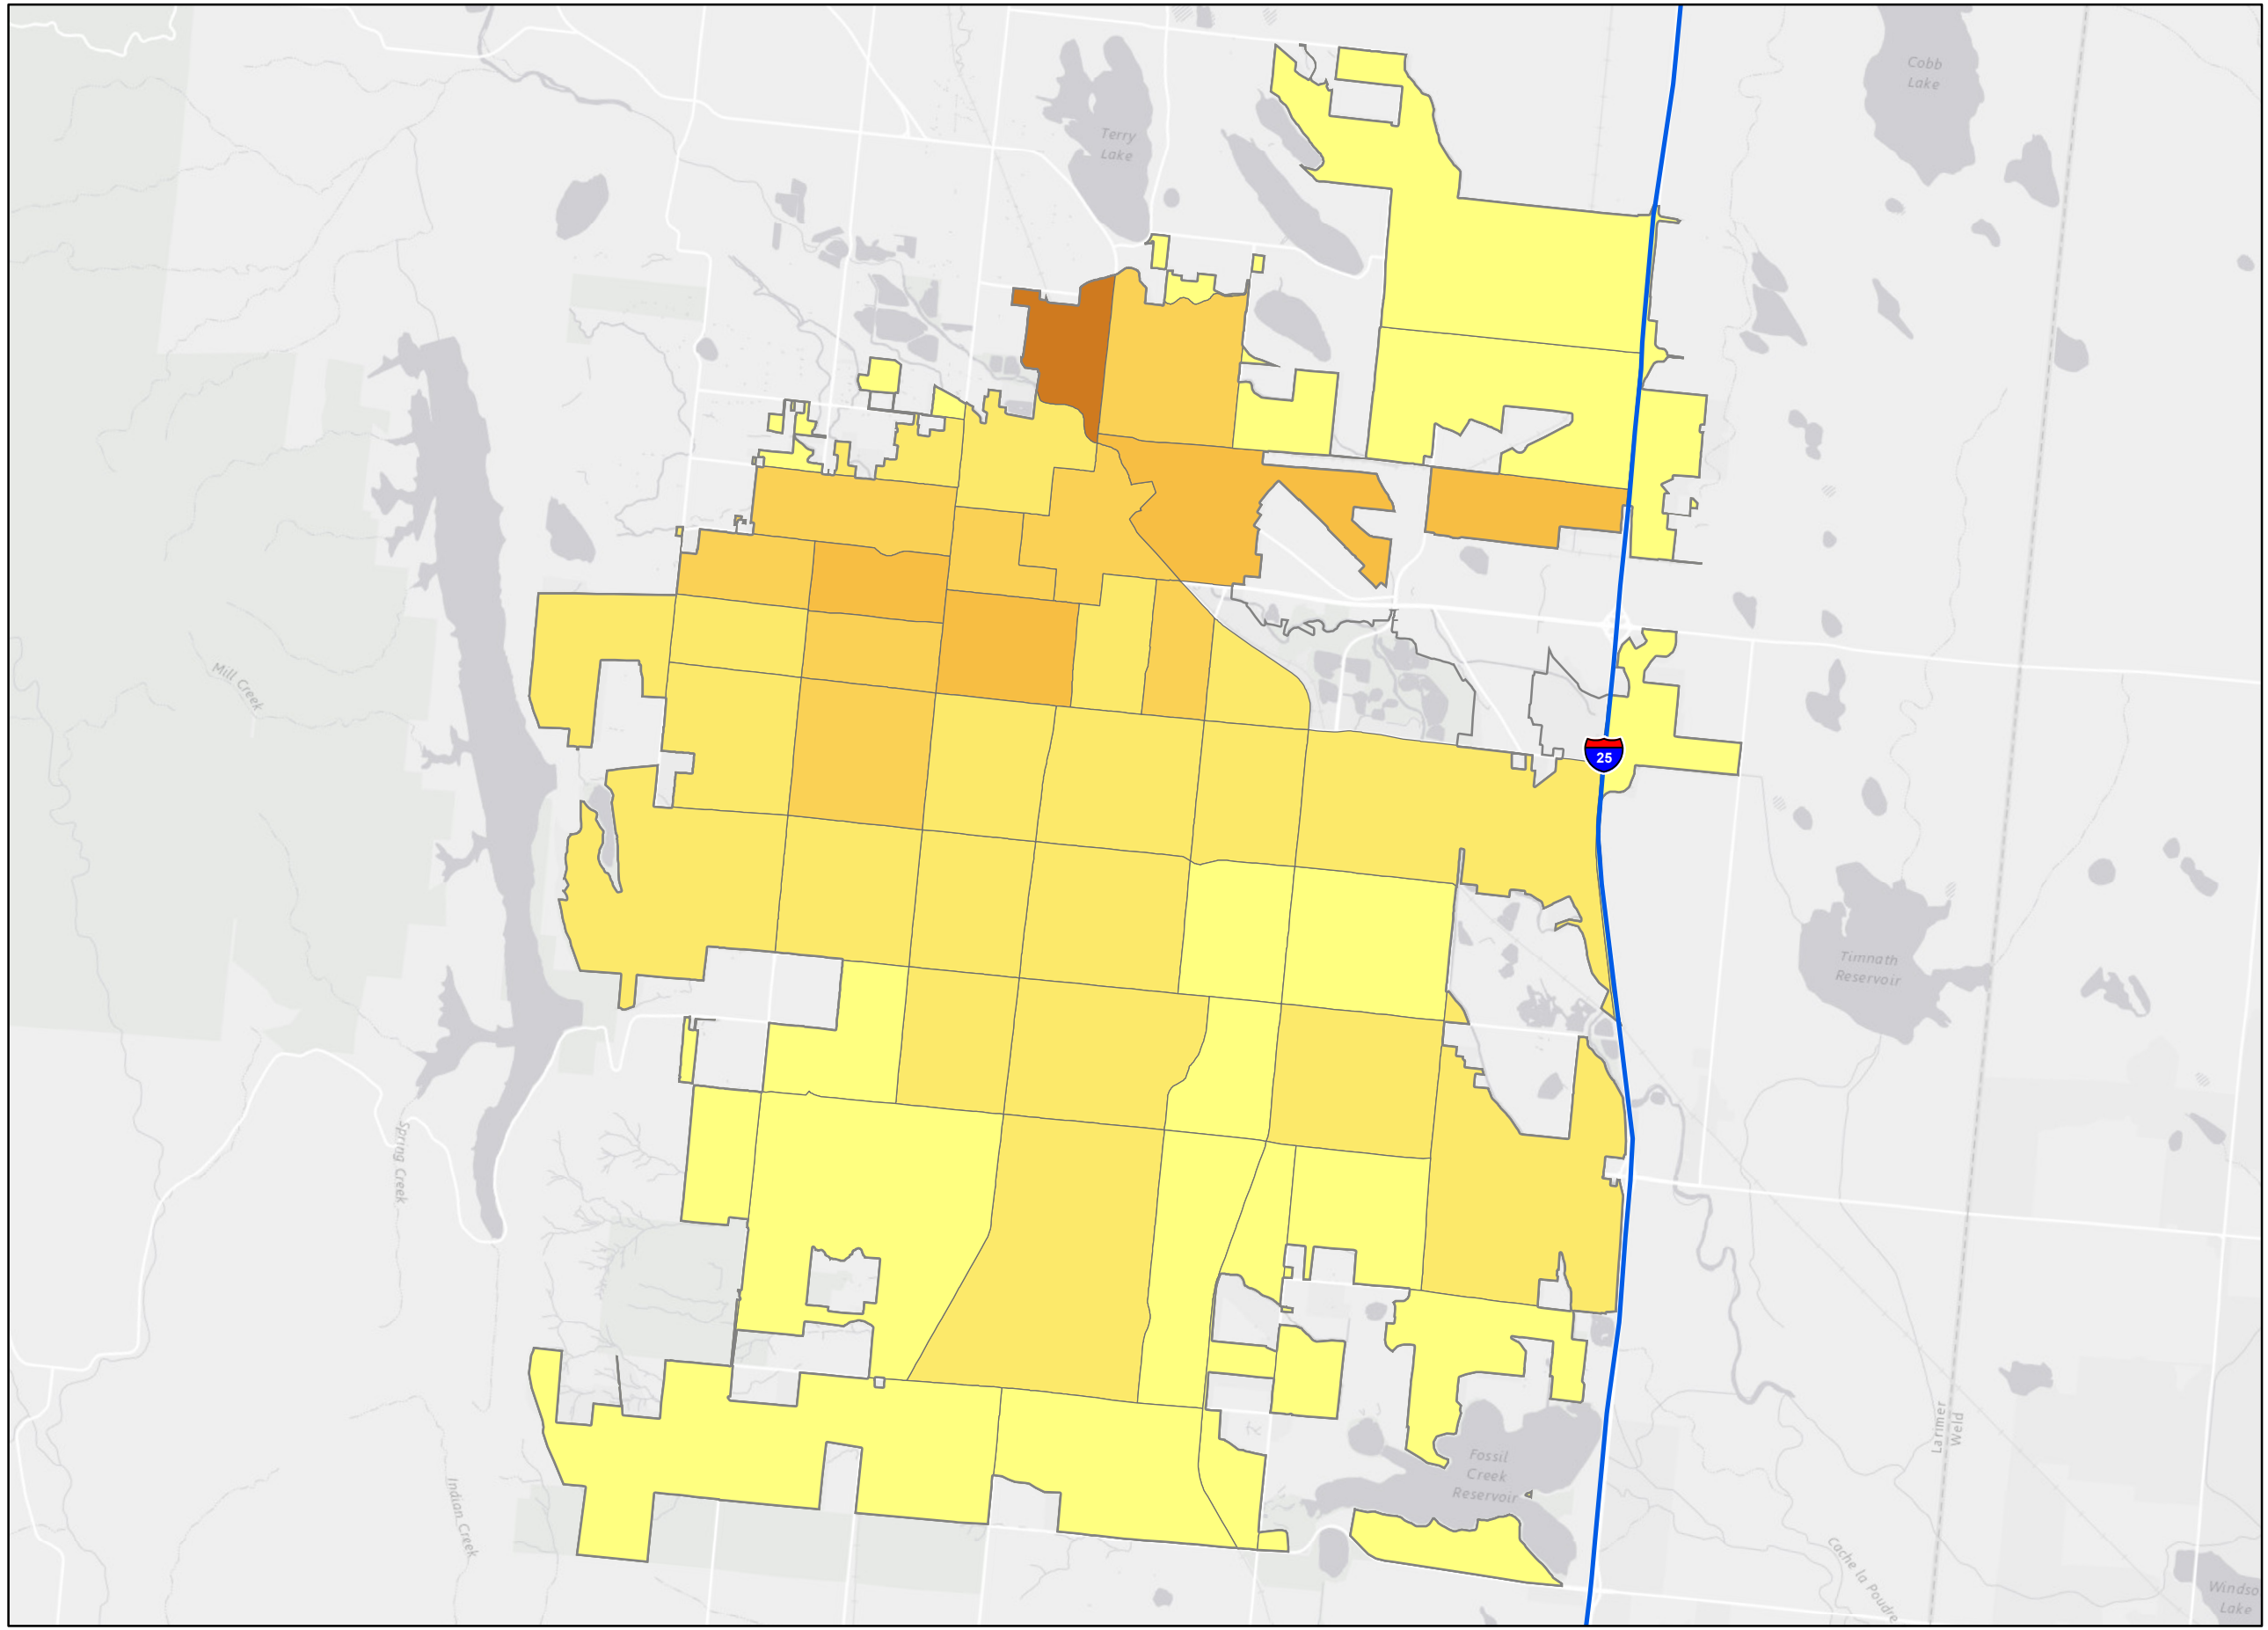 Cobb
Lake
Terry
Lake
Mill Creek
25
Timnath
Reservoir
Spring Creek
Larimer
Weld
Fossil
Creek
Reservoir
Indian Creek
Cache la Poudre
Windso
Lake